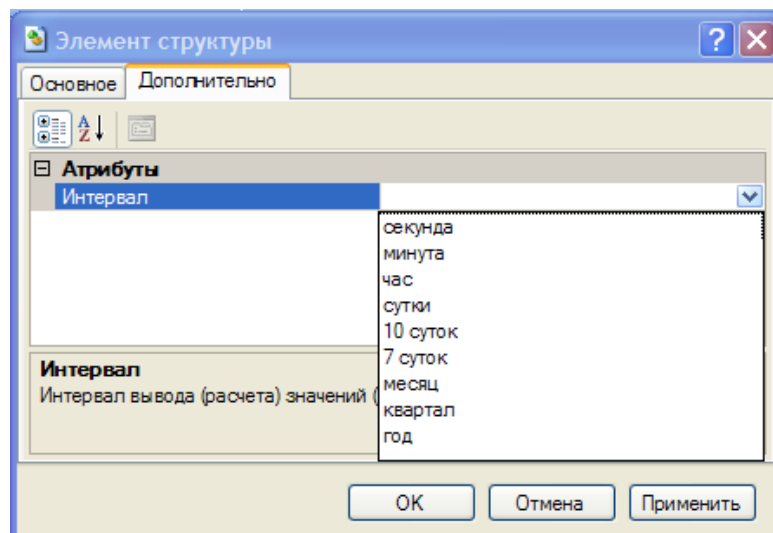 Элемент структуры
Основное Дополнительно
Атрибуты
Интервал
секунда
минута
час
сутки
10 суток
7 суток
месяц
квартал
год
Интервал
Интервал вывода (расчета) значений (
OK Отмена Применить